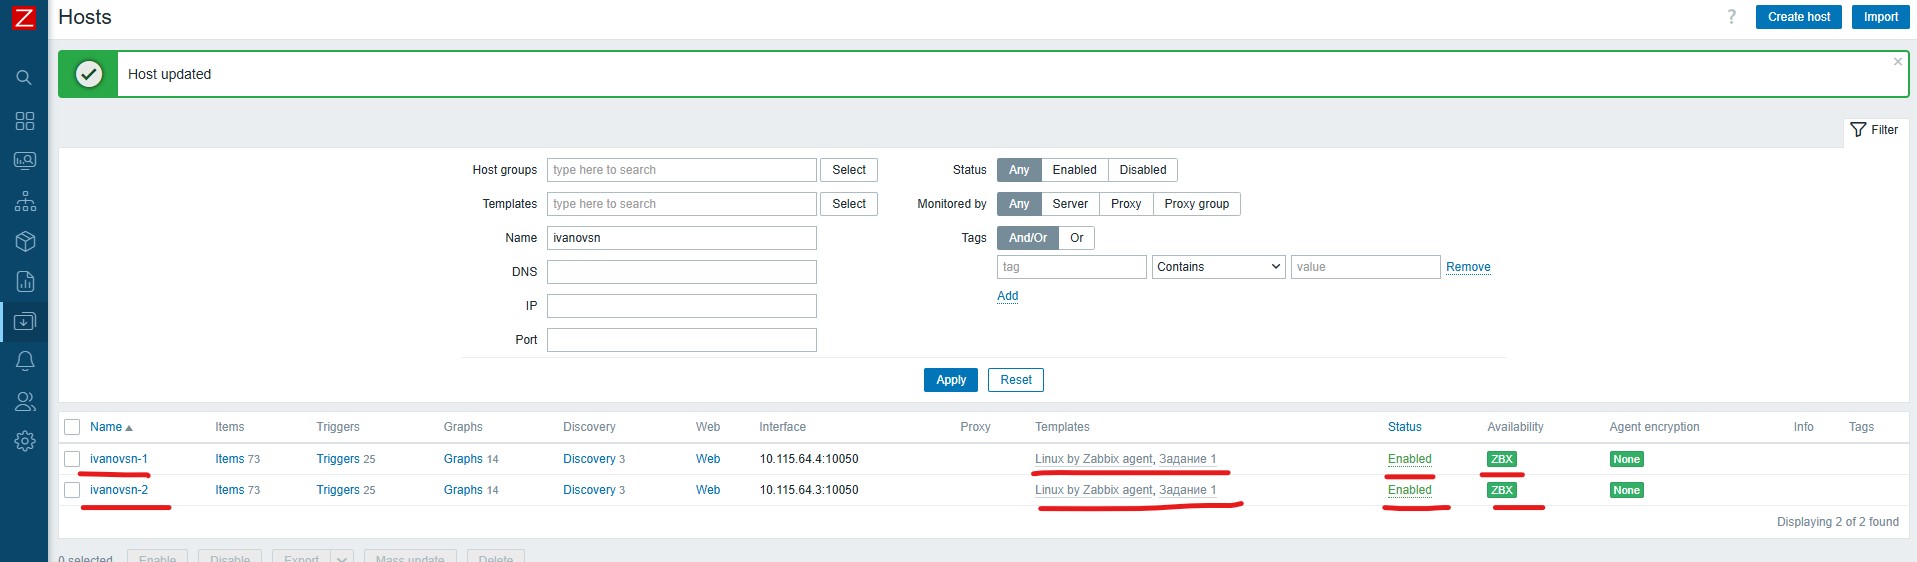 Z
Hosts
? Create host Import
Host updated
Filter
Host groups type here to search Select Status Any Enabled Disabled
Templates type here to search Select Monitored by Any Server Proxy Proxy group
Name ivanovsn Tags And/Or Or
DNS tag Contains value Remove
IP Add
Port
Apply Reset
Name Items Triggers Graphs Discovery Web Interface Proxy Templates Status Availability Agent encryption Info Tags
ivanovsn-1 Items 73 Triggers 25 Graphs 14 Discovery 3 Web 10.115.64.4:10050 Linux by Zabbix agent, Задание 1 Enabled ZBX None
ivanovsn-2 Items 73 Triggers 25 Graphs 14 Discovery 3 Web 10.115.64.3:10050 Linux by Zabbix agent, Задание 1 Enabled ZBX None
Displaying 2 of 2 found
0 selected Enable Disable Export Mass update Delete